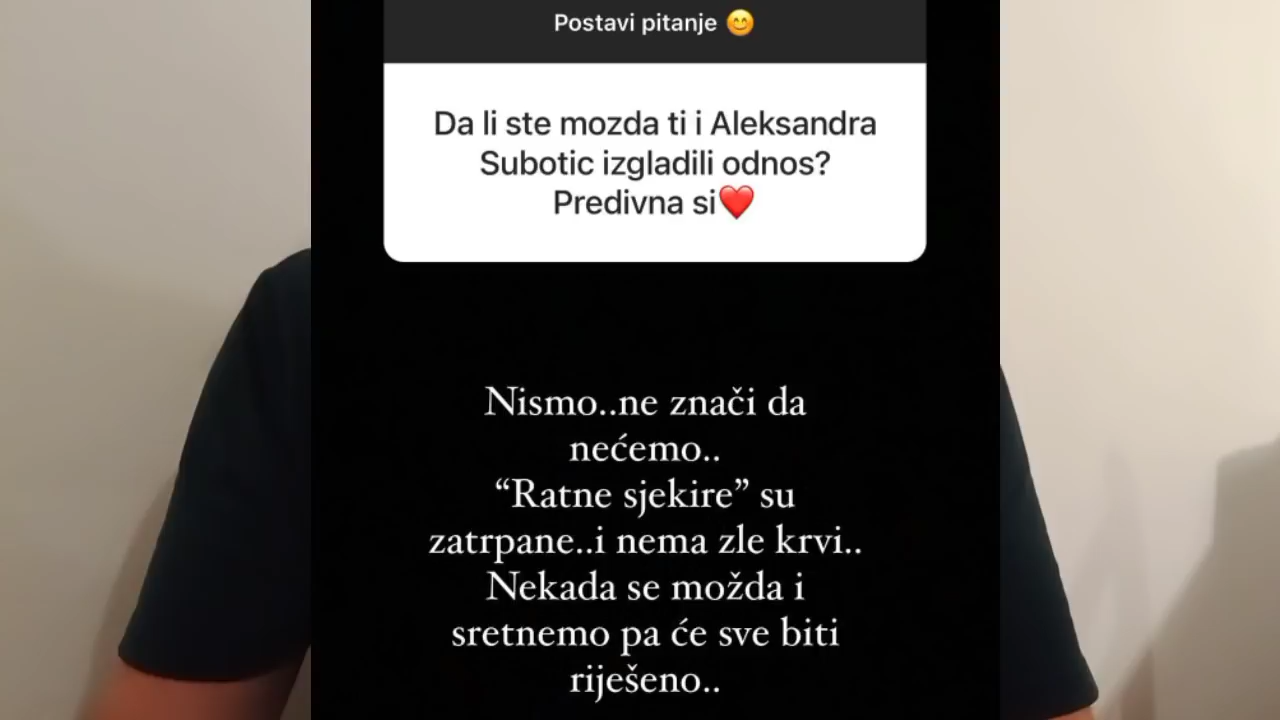 Postavi pitanje 😊
Da li ste mozda ti i Aleksandra
Subotic izgladili odnos?
Predivna si❤️
Nismo..ne znači da
nećemo..
“Ratne sjekire” su
zatrpane..i nema zle krvi..
Nekada se možda i
sretnemo pa će sve biti
riješeno..